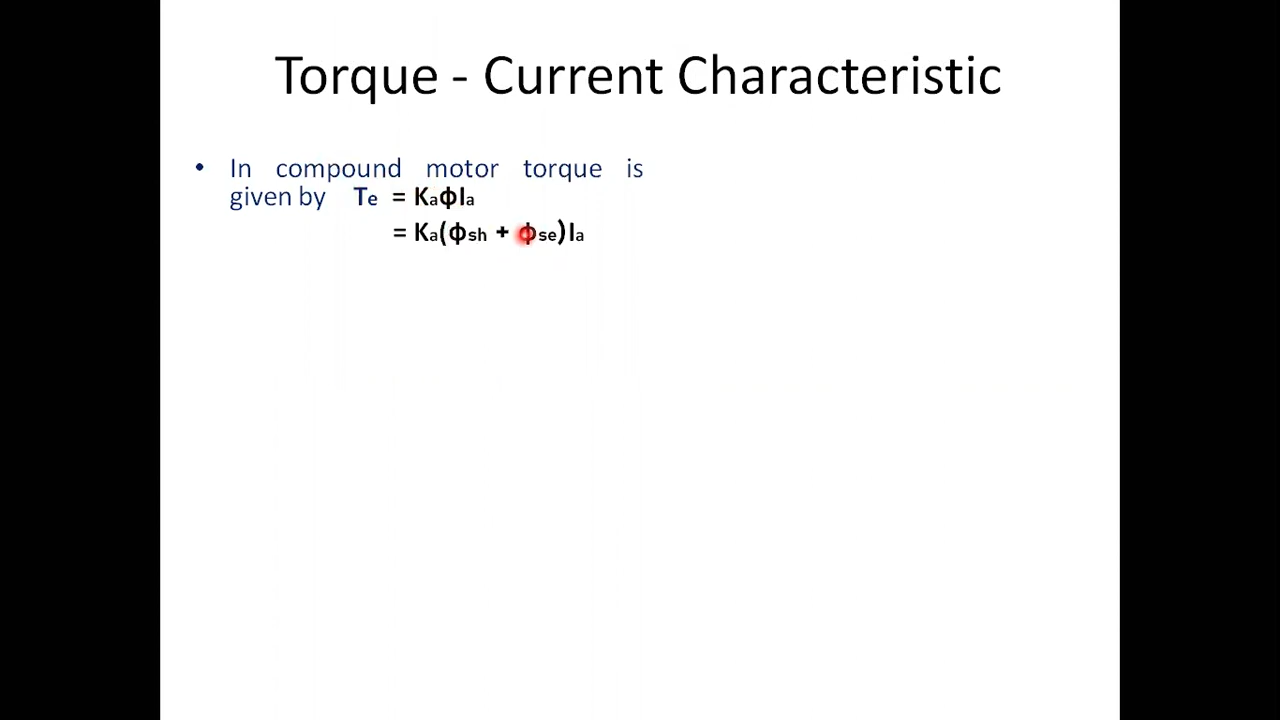 Torque - Current Characteristic
• In compound motor torque is
given by Te = KaφIa
= Ka(φsh + φse)Ia